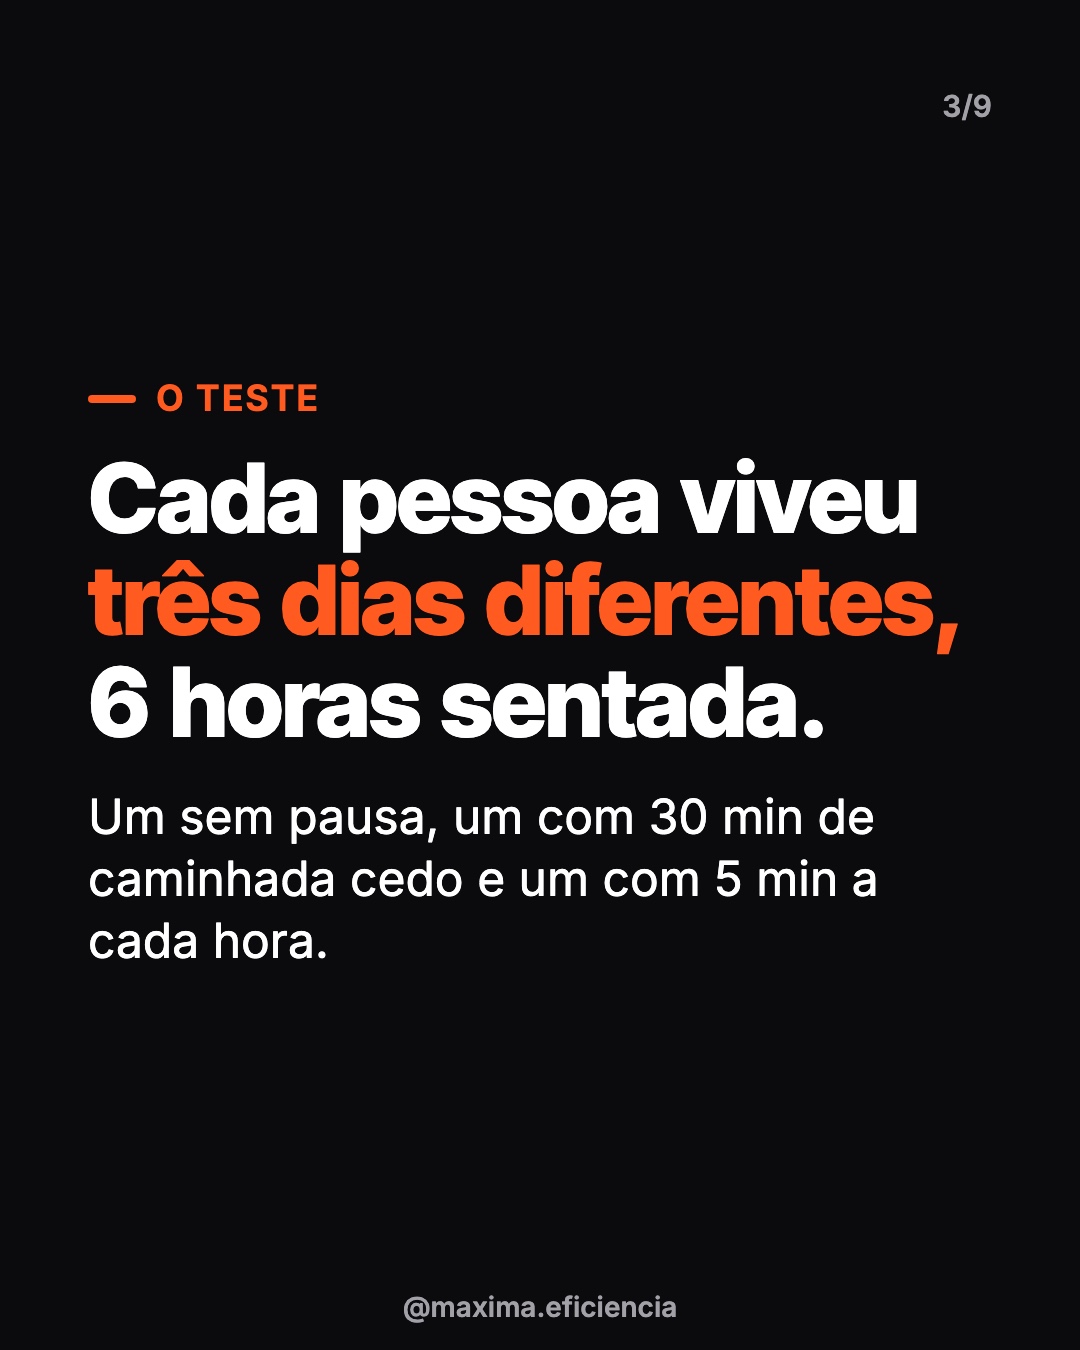 3/9
O TESTE
Cada pessoa viveu
três dias diferentes,
6 horas sentada.
Um sem pausa, um com 30 min de
caminhada cedo e um com 5 min a
cada hora.
@maxima.eficiencia